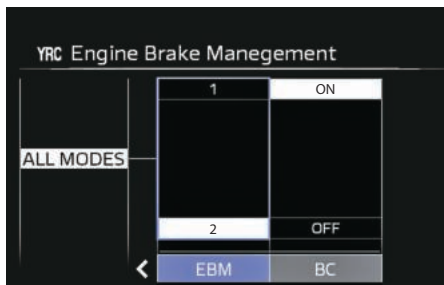 YRC Engine Brake Manegement
1 ON
ALL MODES
2 OFF
< EBM BC